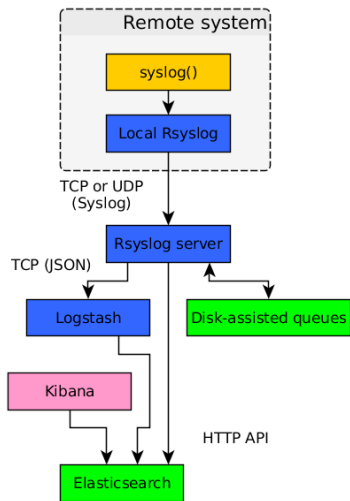 Remote system
syslog()
Local Rsyslog
TCP or UDP
(Syslog)
Rsyslog server
TCP (JSON)
Logstash
Disk-assisted queues
Kibana
HTTP API
Elasticsearch